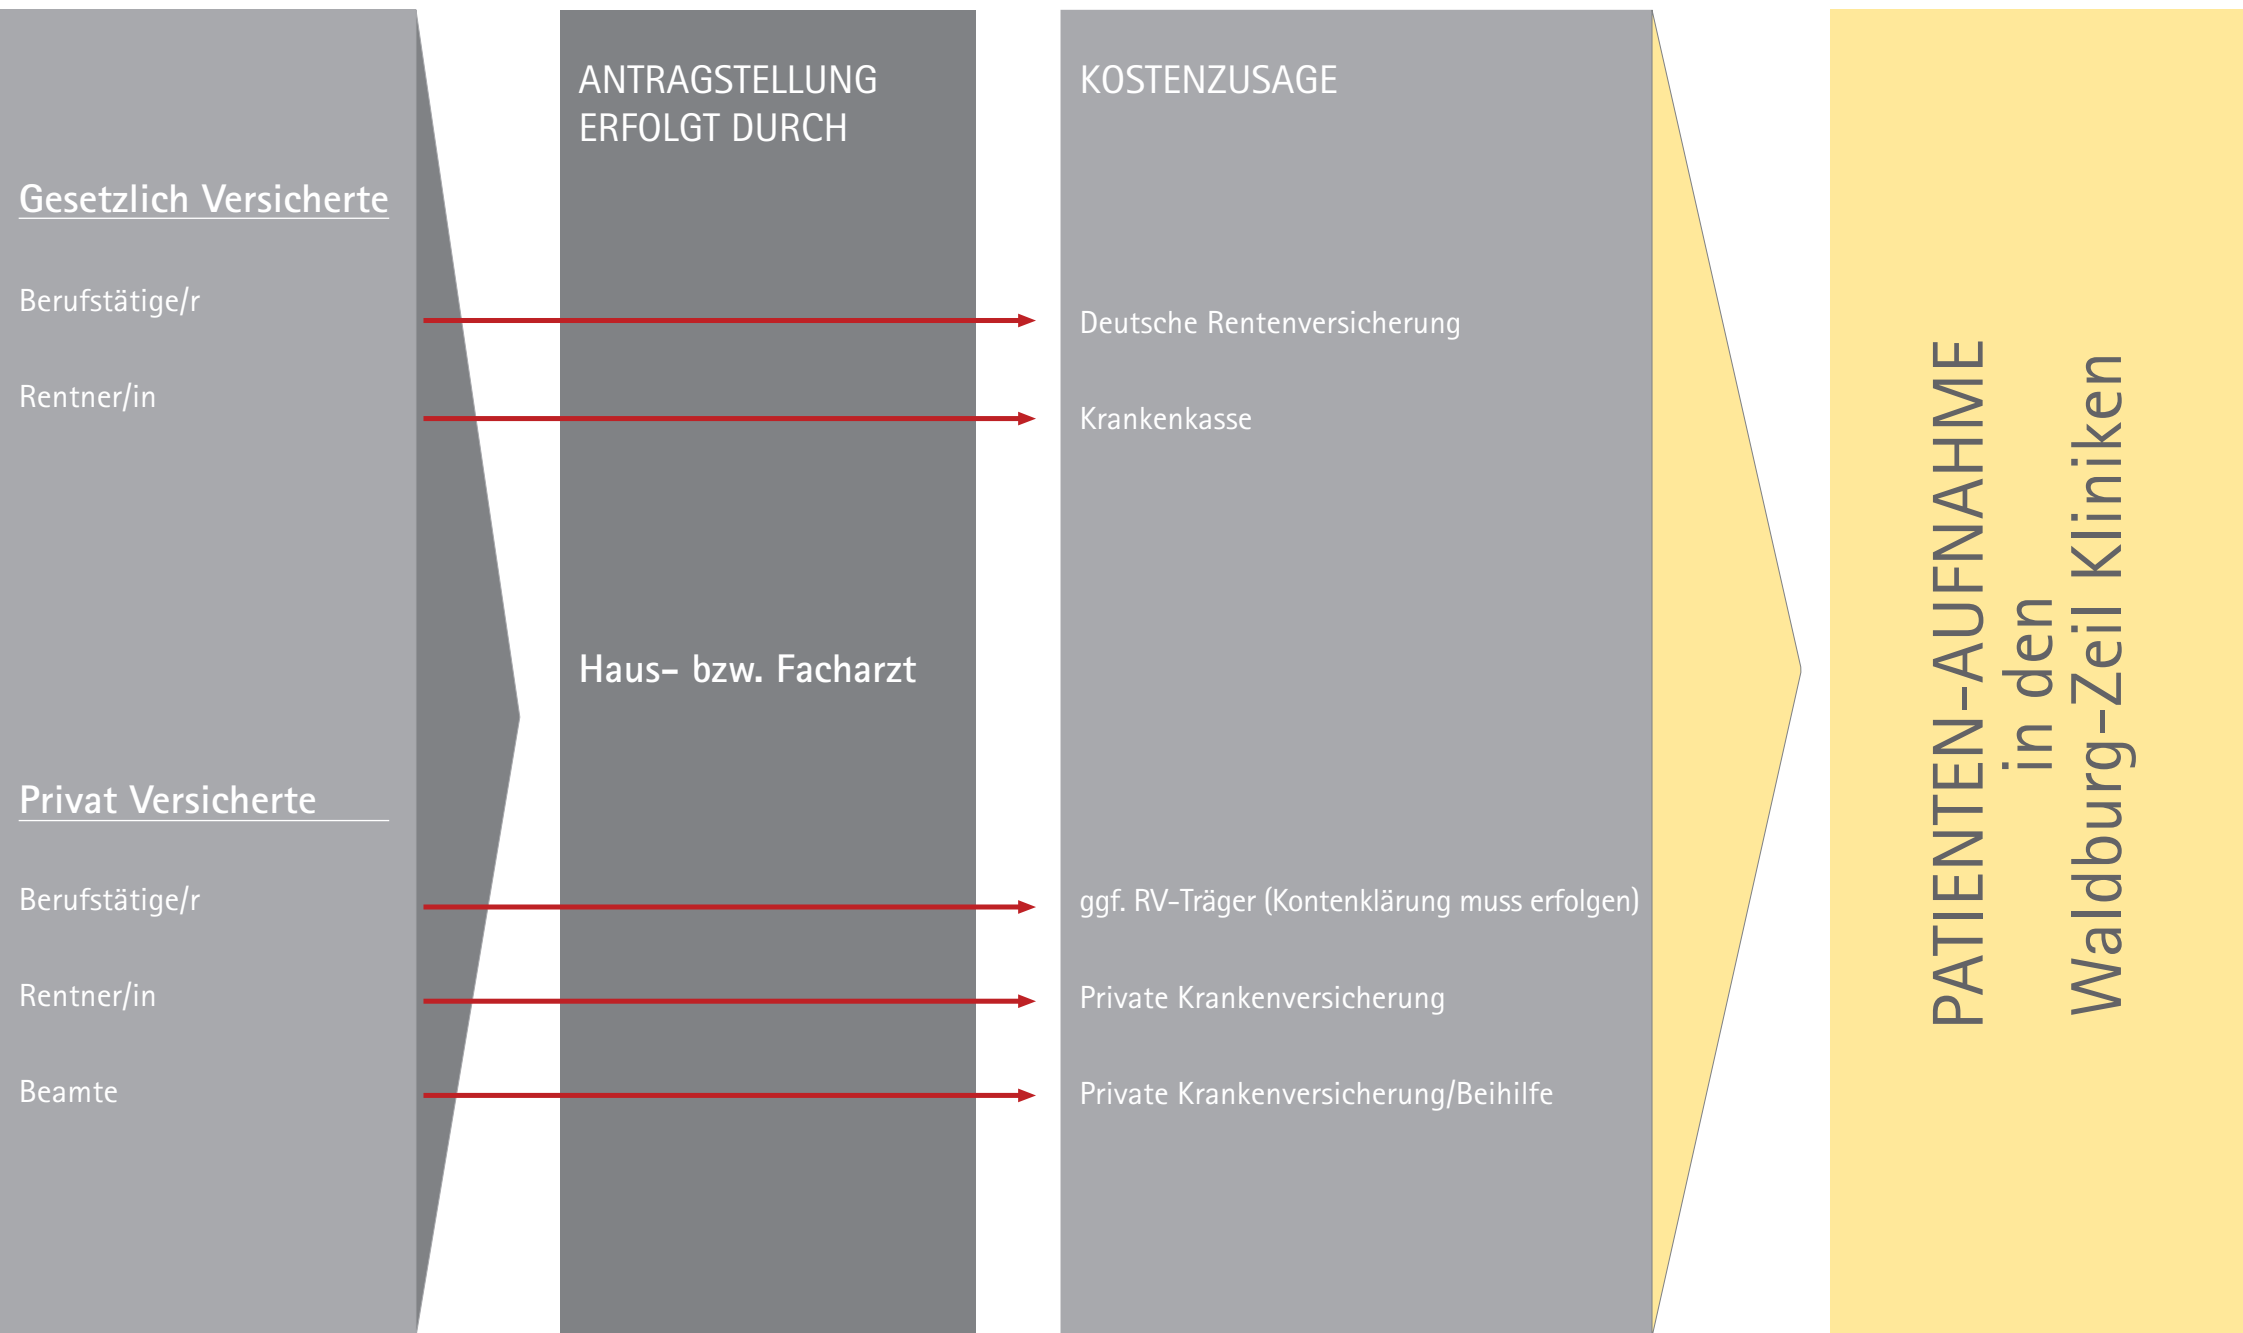 Gesetzlich Versicherte
Berufstätige/r
Rentner/in
Privat Versicherte
Berufstätige/r
Rentner/in
Beamte
ANTRAGSTELLUNG
ERFOLGT DURCH
Haus- bzw. Facharzt
KOSTENZUSAGE
Deutsche Rentenversicherung
Krankenkasse
ggf. RV-Träger (Kontenklärung muss erfolgen)
Private Krankenversicherung
Private Krankenversicherung/Beihilfe
PATIENTEN-AUFNAHME
in den
Waldburg-Zeil Kliniken